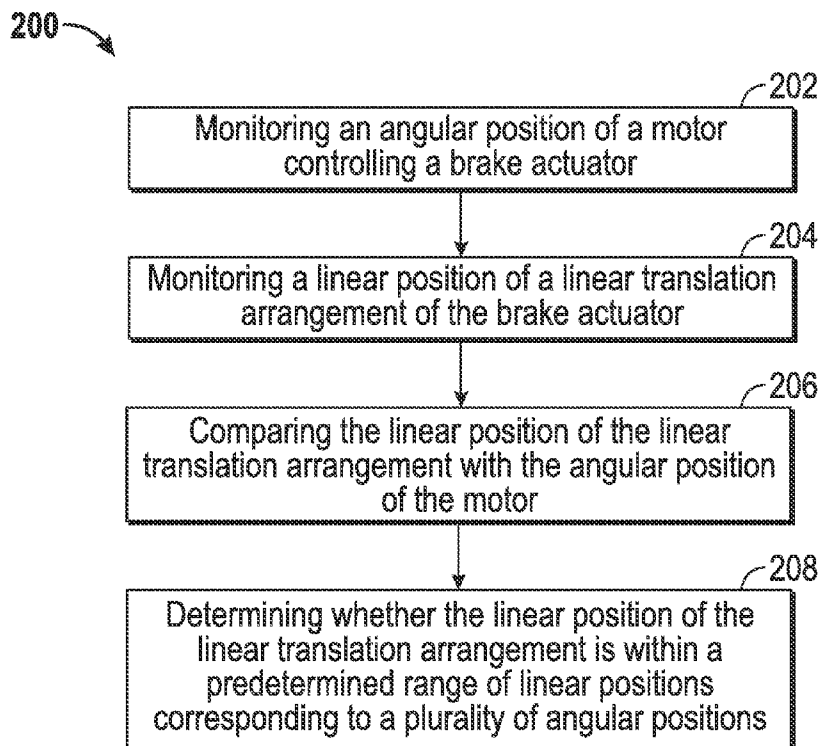 200
202
Monitoring an angular position of a motor
controlling a brake actuator
204
Monitoring a linear position of a linear translation
arrangement of the brake actuator
206
Comparing the linear position of the linear
translation arrangement with the angular position
of the motor
208
Determining whether the linear position of the
linear translation arrangement is within a
predetermined range of linear positions
corresponding to a plurality of angular positions